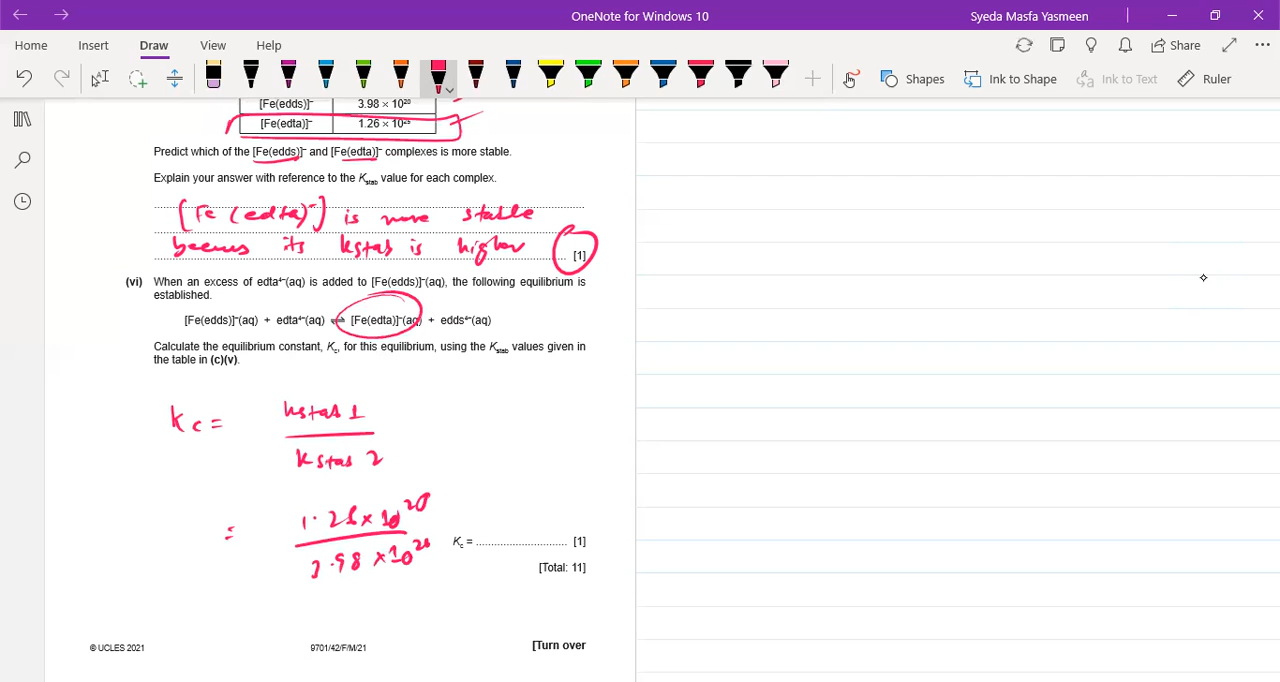 OneNote for Windows 10
Syeda Masfa Yasmeen
Home Insert Draw View Help
Share
Shapes Ink to Shape Ink to Text Ruler
[Fe(edds)]⁻ 3.98 × 10²⁰
[Fe(edta)]⁻ 1.26 × 10²⁵
Predict which of the [Fe(edds)]⁻ and [Fe(edta)]⁻ complexes is more stable.
Explain your answer with reference to the Kstab value for each complex.
[Fe (edta)⁻] is more stable
its kstab is higher
[1]
(vi) When an excess of edta⁴⁻(aq) is added to [Fe(edds)]⁻(aq), the following equilibrium is
established.
[Fe(edds)]⁻(aq) + edta⁴⁻(aq) ⇌ [Fe(edta)]⁻(aq) + edds⁴⁻(aq)
Calculate the equilibrium constant, Kc, for this equilibrium, using the Kstab values given in
the table in (c)(v).
Kc = kstab 1
kstab 2
= × 10
3.98 × 10²⁰
Kc = .............................. [1]
[Total: 11]
© UCLES 2021
9701/42/F/M/21
[Turn over